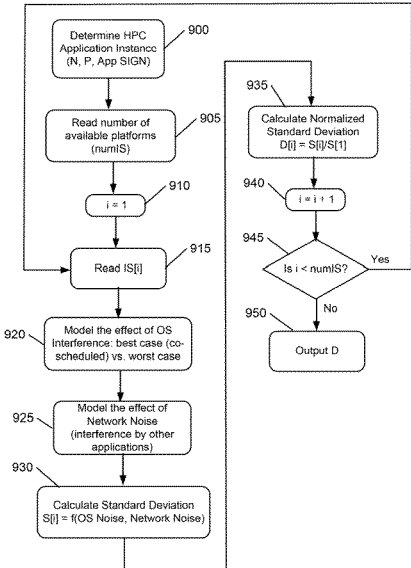 Determine HPC
Application Instance
(N, P, App SIGN)
900
Read number of
available platforms
(numIS)
905
910
i = 1
915
Read IS[i]
920
Model the effect of OS
Interference: best case (co-
scheduled) vs. worst case
925
Model the effect of
Network Noise
(interference by other
applications)
930
Calculate Standard Deviation
S[i] = f(OS Noise, Network Noise)
935
Calculate Normalized
Standard Deviation
D[i] = S[i]/S[1]
940
i = i + 1
945
Is i < numIS?
Yes
No
950
Output D